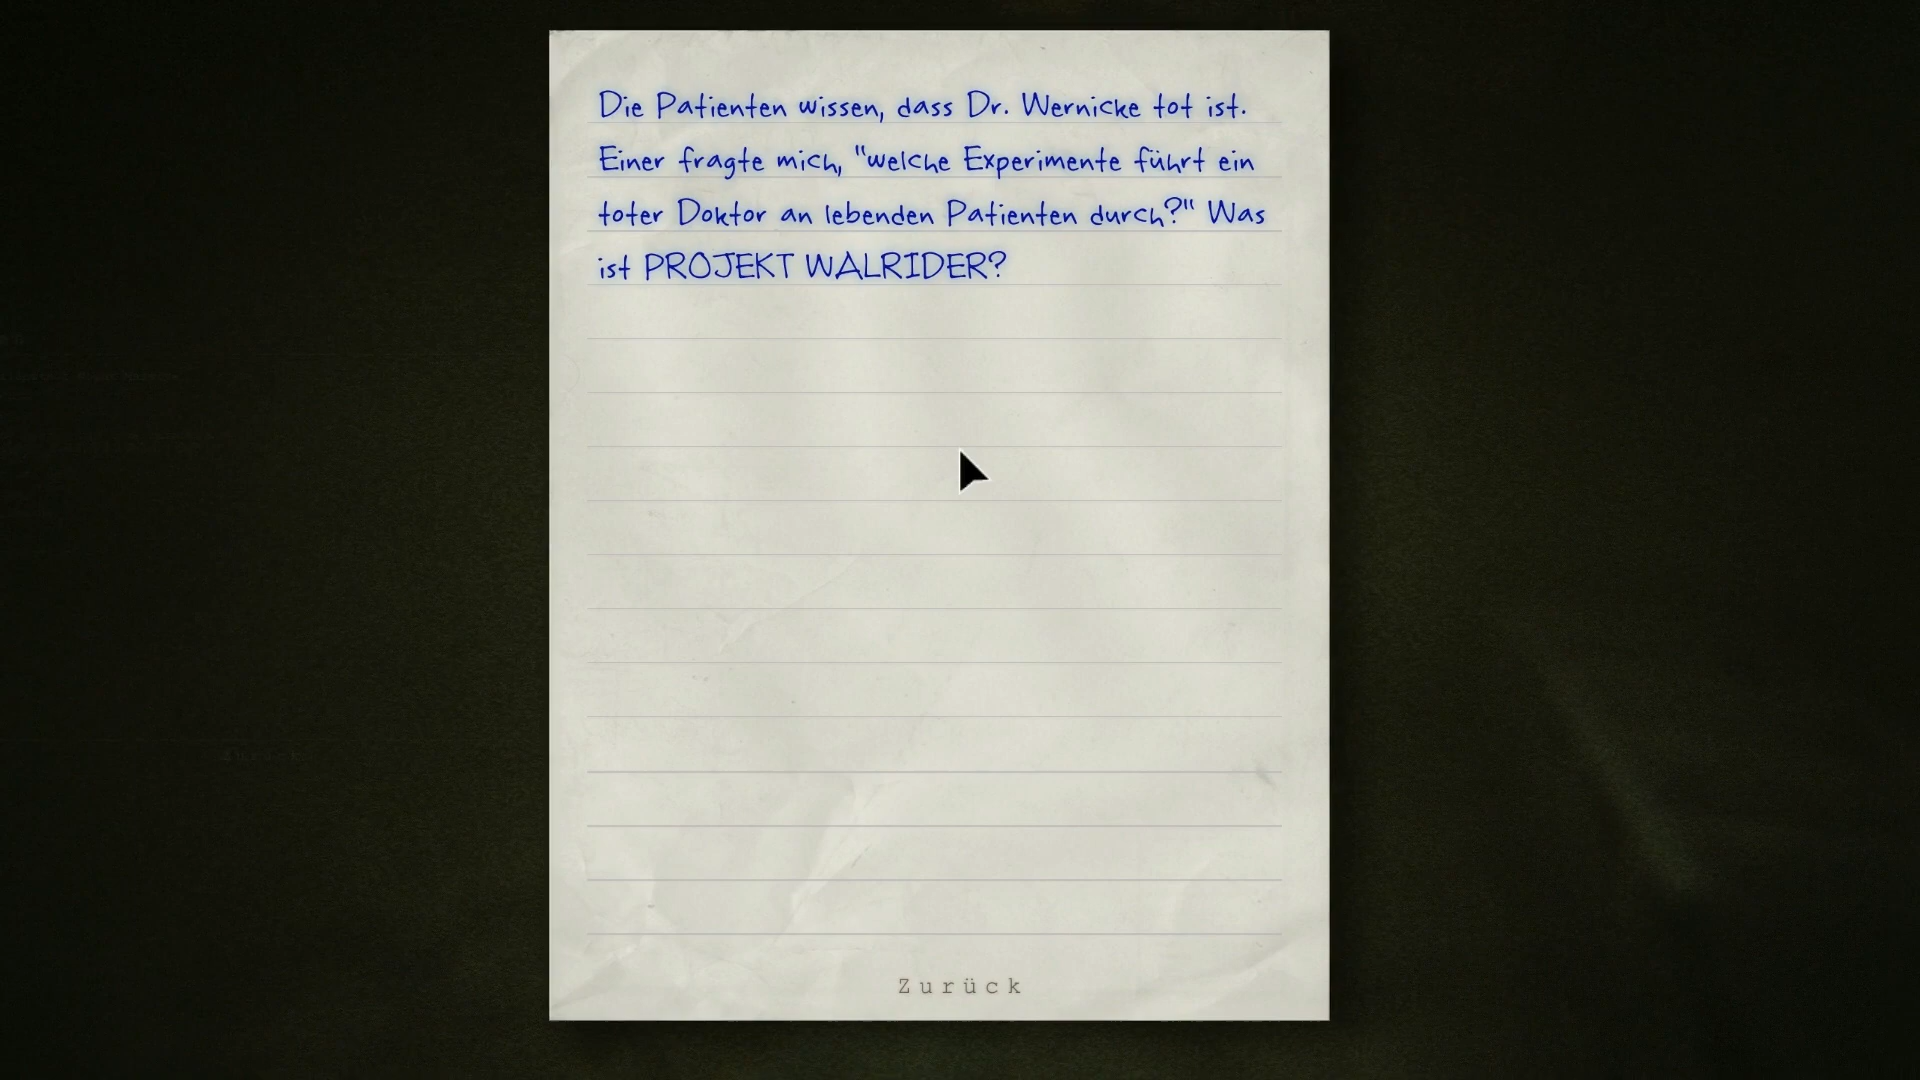 Die Patienten wissen, dass Dr. Wernicke tot ist.
Einer fragte mich, "welche Experimente führt ein
toter Doktor an lebenden Patienten durch?" Was
ist PROJEKT WALRIDER?
Zurück